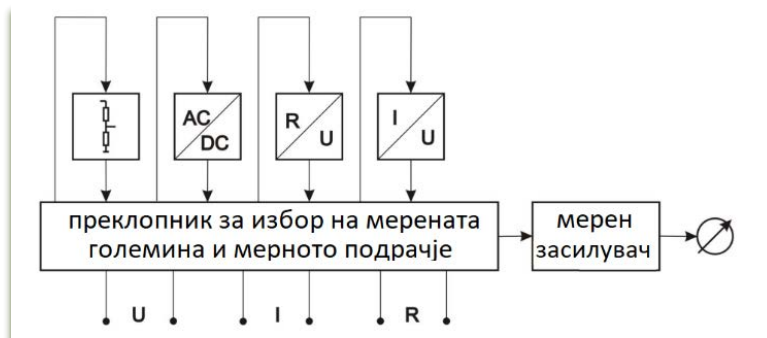 AC
DC
R
U
I
U
преклопник за избор на мерената
големина и мерното подрачје
мерен
засилувач
U
I
R